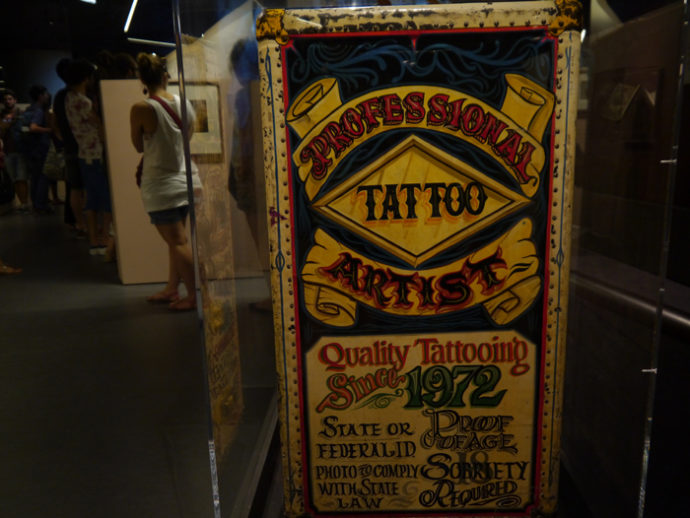 PROFESSIONAL
TATTOO
ARTIST
Quality Tattooing
Since 1972
STATE OR
FEDERAL ID
PHOTO TO COMPLY
WITH STATE
LAW
PROOF
OF AGE
18
SOBRIETY
REQUIRED